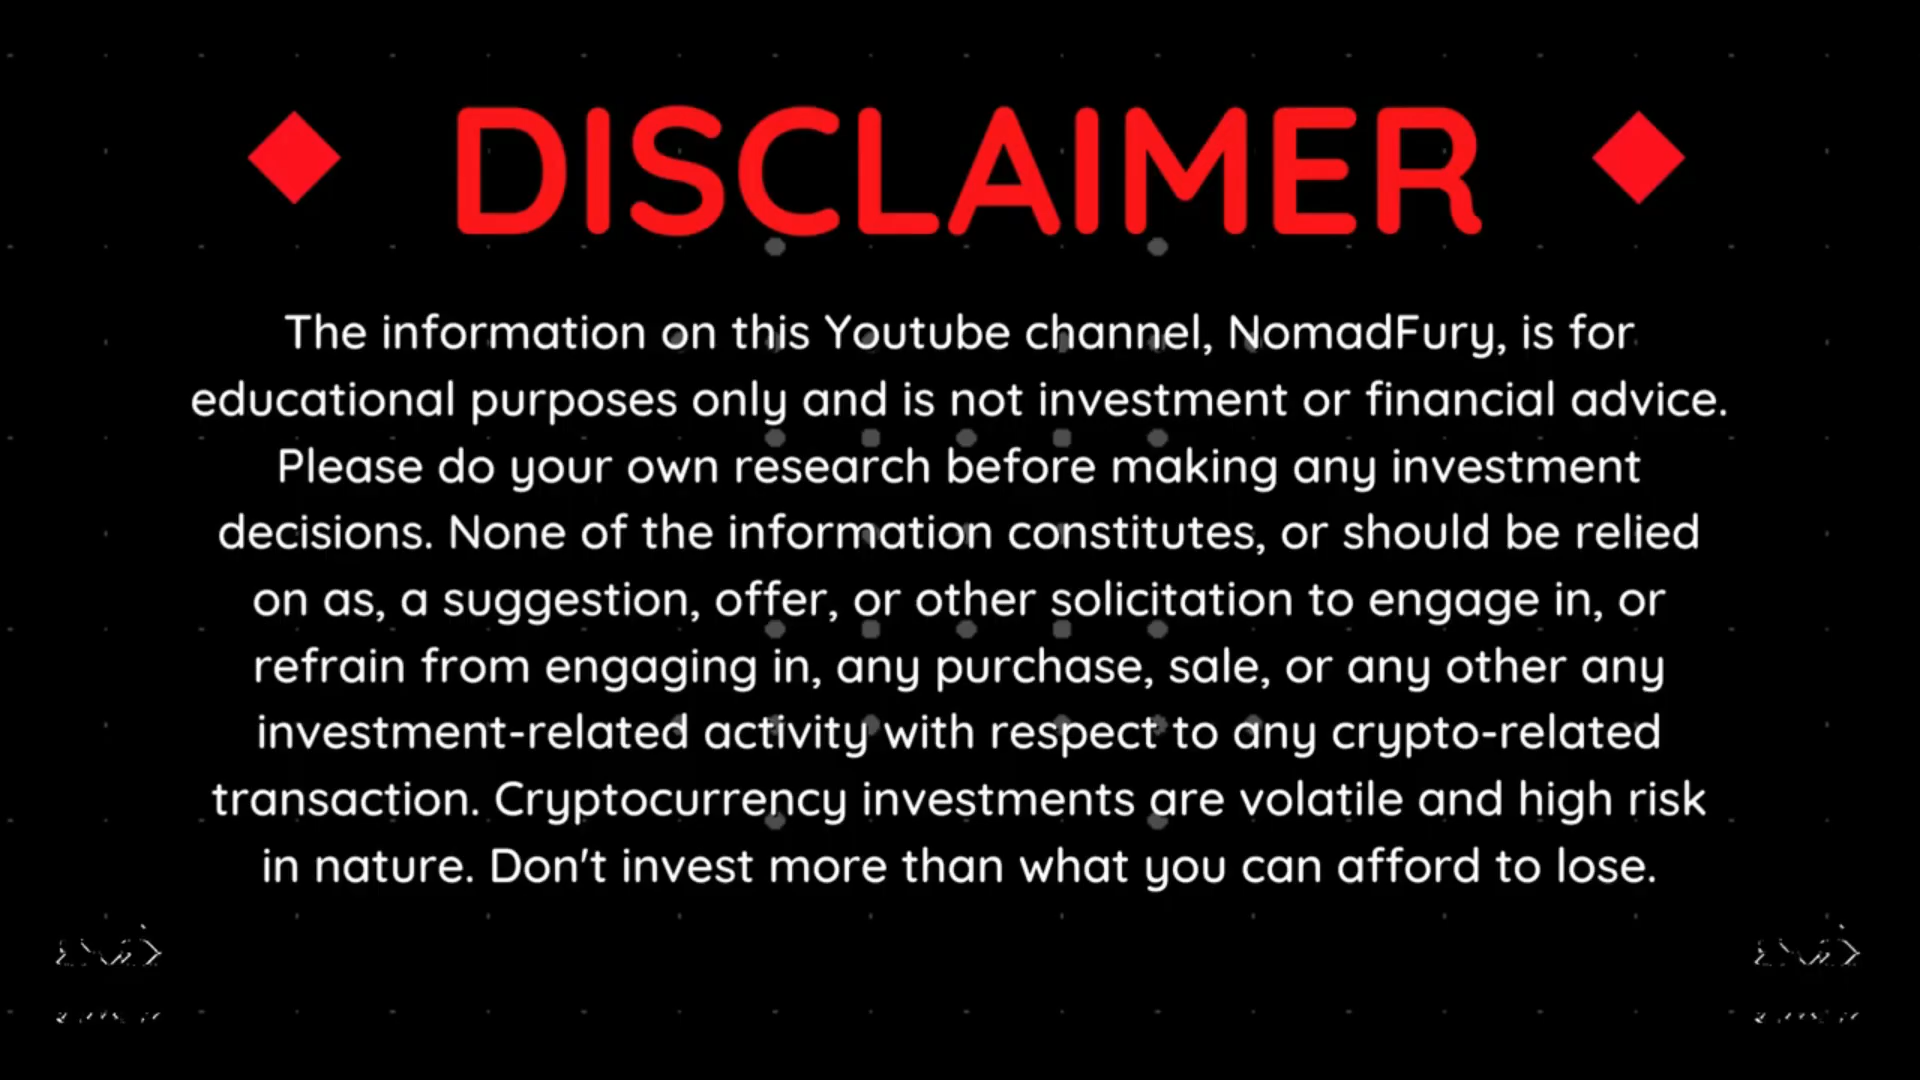 DISCLAIMER
The information on this Youtube channel, NomadFury, is for
educational purposes only and is not investment or financial advice.
Please do your own research before making any investment
decisions. None of the information constitutes, or should be relied
on as, a suggestion, offer, or other solicitation to engage in, or
refrain from engaging in, any purchase, sale, or any other any
investment-related activity with respect to any crypto-related
transaction. Cryptocurrency investments are volatile and high risk
in nature. Don't invest more than what you can afford to lose.